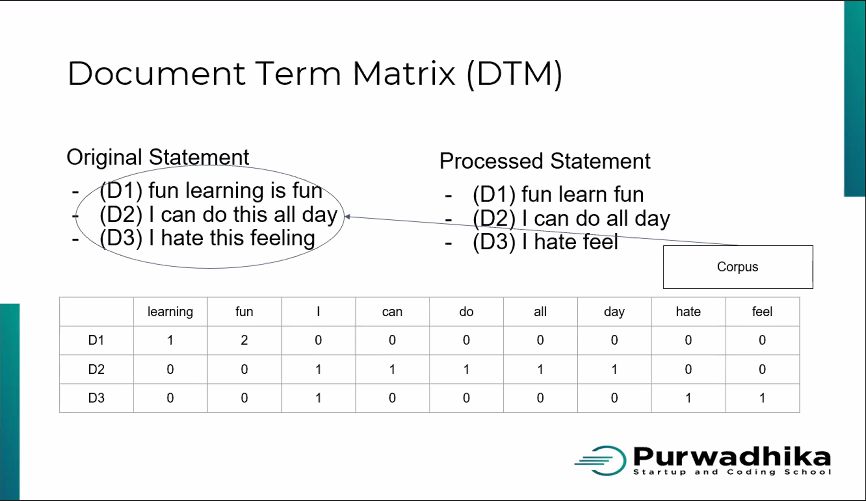 Document Term Matrix (DTM)
Original Statement
- (D1) fun learning is fun
- (D2) I can do this all day
- (D3) I hate this feeling
Processed Statement
- (D1) fun learn fun
- (D2) I can do all day
- (D3) I hate feel
Corpus
learning fun I can do all day hate feel
D1 1 2 0 0 0 0 0 0 0
D2 0 0 1 1 1 1 1 0 0
D3 0 0 1 0 0 0 0 1 1
Purwadhika
Startup and Coding School